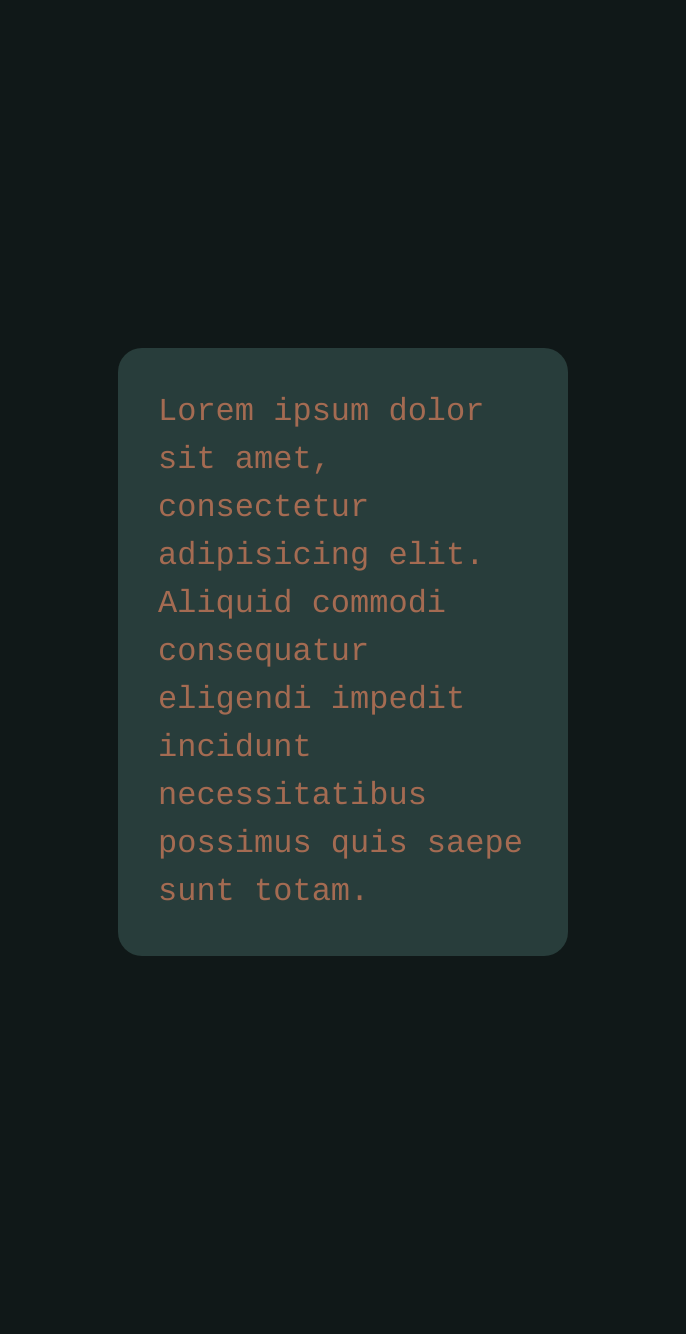 Lorem ipsum dolor
sit amet,
consectetur
adipisicing elit.
Aliquid commodi
consequatur
eligendi impedit
incidunt
necessitatibus
possimus quis saepe
sunt totam.